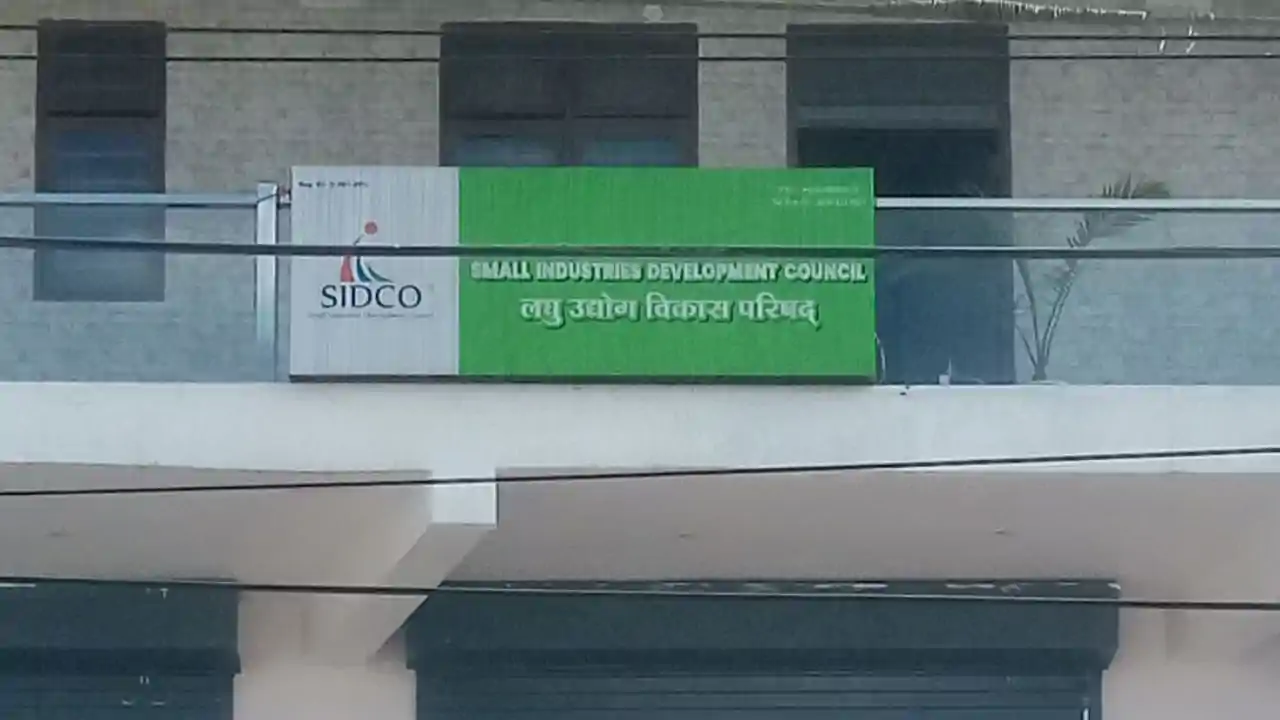 SIDCO
SMALL INDUSTRIES DEVELOPMENT COUNCIL
लघु उद्योग विकास परिषद्